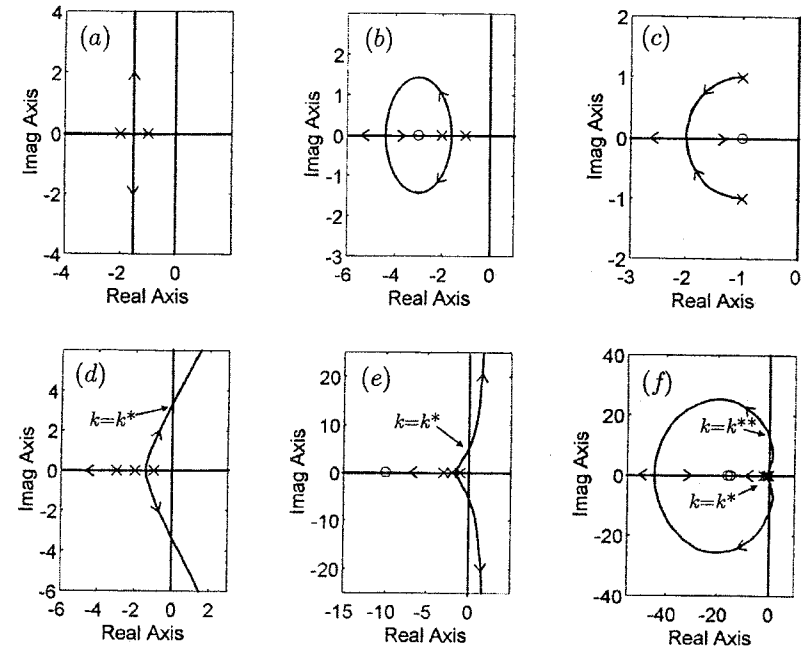 (a)
4
2
0
-2
-4
-4 -2 0
Imag Axis
Real Axis
(b)
3
2
1
0
-1
-2
-3
-6 -4 -2 0
Imag Axis
Real Axis
(c)
2
1
0
-1
-2
-3 -2 -1 0
Imag Axis
Real Axis
(d)
k=k*
4
2
0
-2
-4
-6
-6 -4 -2 0 2
Imag Axis
Real Axis
(e)
k=k*
20
10
0
-10
-20
-15 -10 -5 0
Imag Axis
Real Axis
(f)
k=k**
k=k*
40
20
0
-20
-40
-40 -20 0
Imag Axis
Real Axis